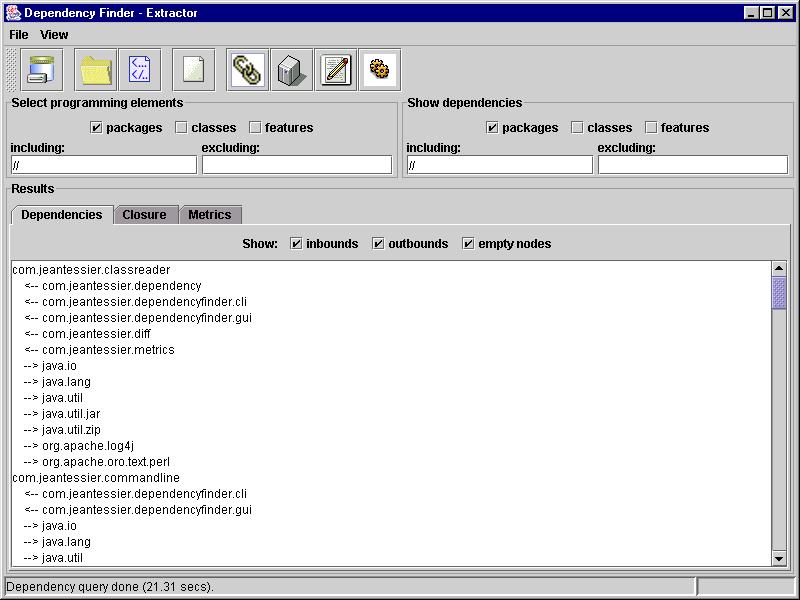 Dependency Finder - Extractor
File View
<...
</..
Select programming elements
packages classes features
including: excluding:
//
Show dependencies
packages classes features
including: excluding:
//
Results
Dependencies Closure Metrics
Show: inbounds outbounds empty nodes
com.jeantessier.classreader
<-- com.jeantessier.dependency
<-- com.jeantessier.dependencyfinder.cli
<-- com.jeantessier.dependencyfinder.gui
<-- com.jeantessier.diff
<-- com.jeantessier.metrics
--> java.io
--> java.lang
--> java.util
--> java.util.jar
--> java.util.zip
--> org.apache.log4j
--> org.apache.oro.text.perl
com.jeantessier.commandline
<-- com.jeantessier.dependencyfinder.cli
<-- com.jeantessier.dependencyfinder.gui
--> java.io
--> java.lang
--> java.util
Dependency query done (21.31 secs).